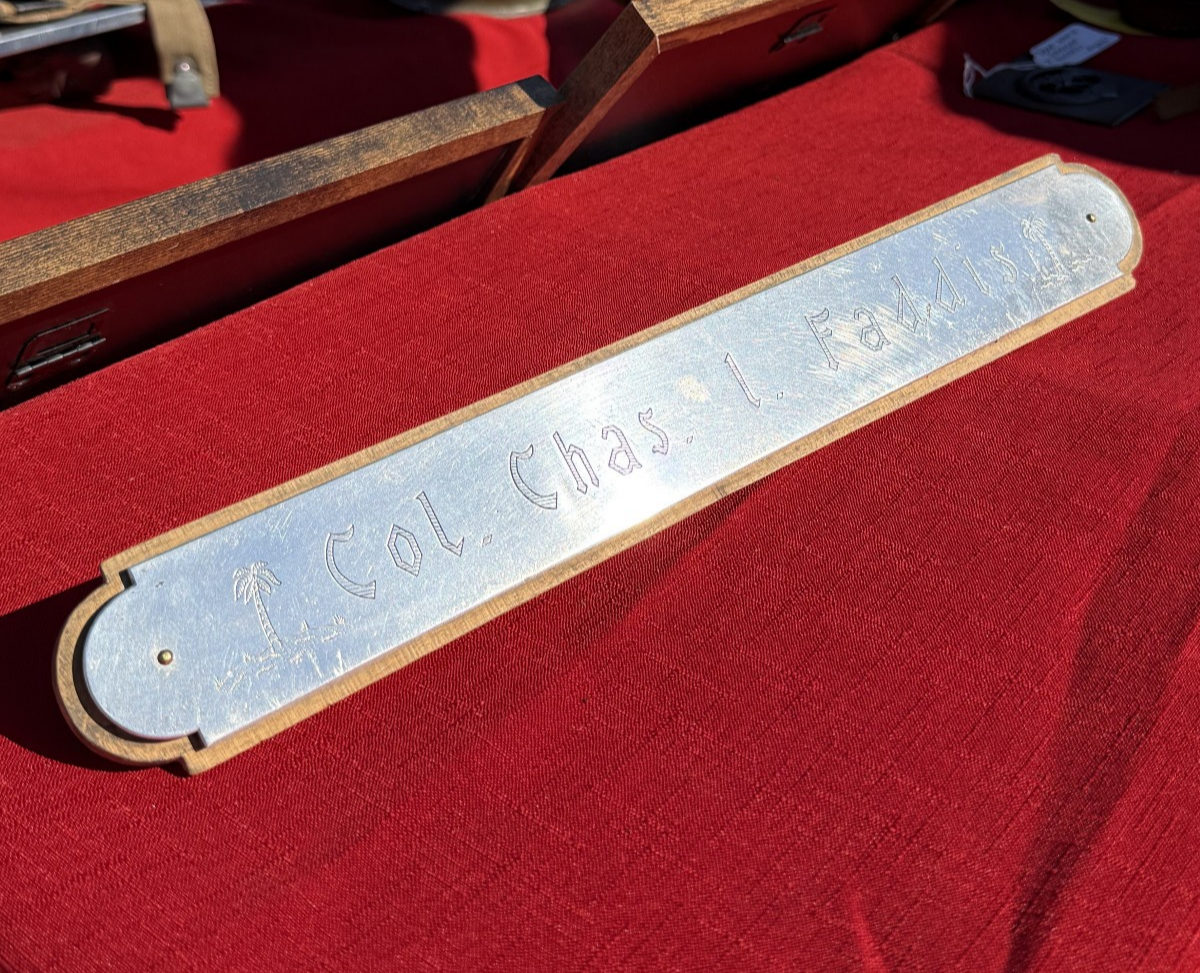 Col. Chas. I. Faddis